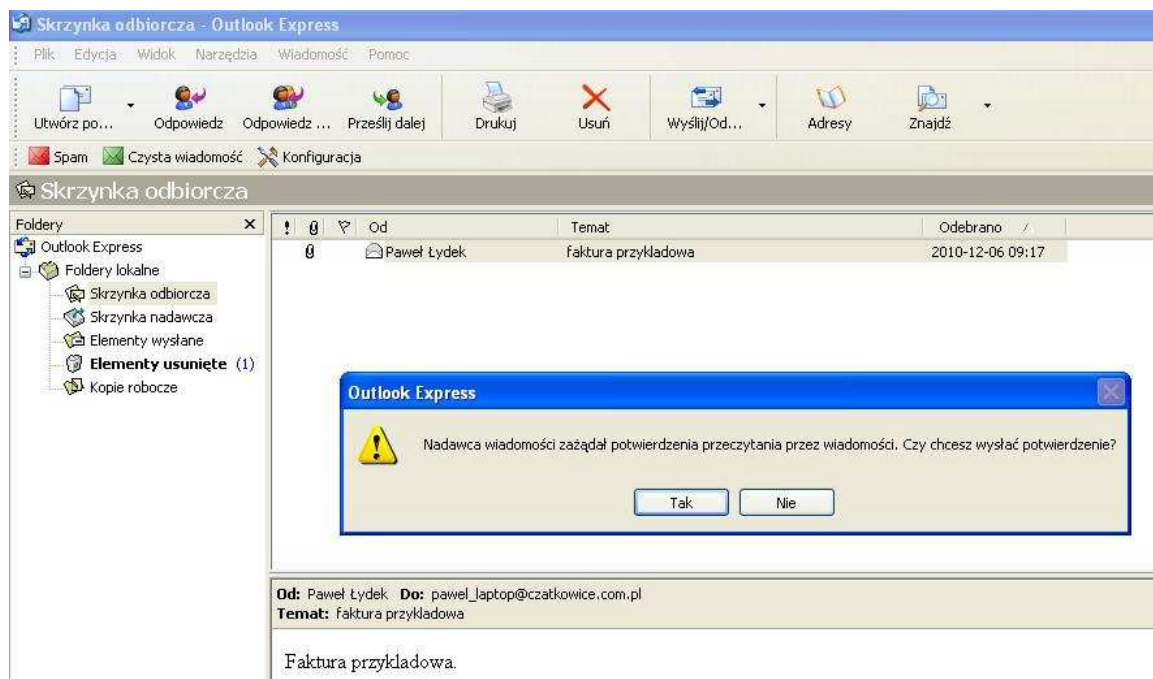 Skrzynka odbiorcza - Outlook Express
Plik Edycja Widok Narzędzia Wiadomość Pomoc
Utwórz po... Odpowiedz Odpowiedz ... Prześlij dalej Drukuj Usuń Wyślij/Od... Adresy Znajdź
Spam Czysta wiadomość Konfiguracja
Skrzynka odbiorcza
Foldery
Outlook Express
Foldery lokalne
Skrzynka odbiorcza
Skrzynka nadawcza
Elementy wysłane
Elementy usunięte (1)
Kopie robocze
! Od Temat Odebrano
Paweł Łydek faktura przykladowa 2010-12-06 09:17
Outlook Express
Nadawca wiadomości zażądał potwierdzenia przeczytania przez wiadomości. Czy chcesz wysłać potwierdzenie?
Tak Nie
Od: Paweł Łydek Do: pawel_laptop@czatkowice.com.pl
Temat: faktura przykladowa
Faktura przykladowa.